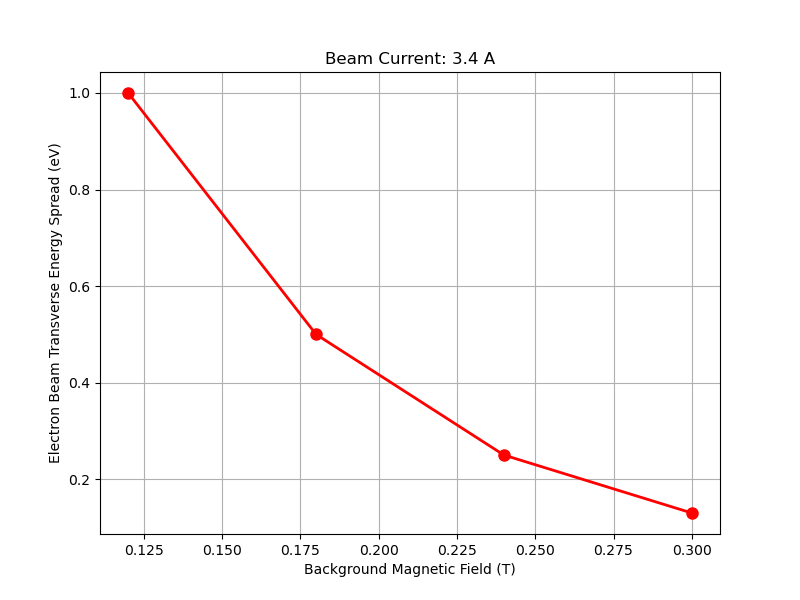 Beam Current: 3.4 A
Electron Beam Transverse Energy Spread (eV)
1.0
0.8
0.6
0.4
0.2
0.125 0.150 0.175 0.200 0.225 0.250 0.275 0.300
Background Magnetic Field (T)